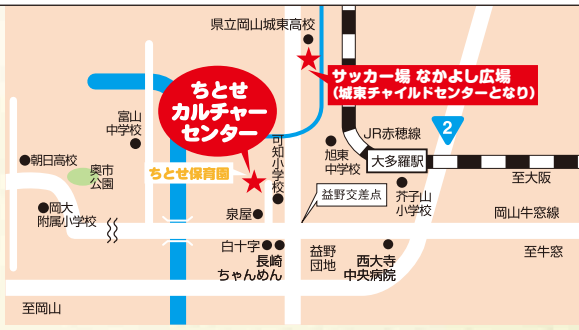 県立岡山城東高校
サッカー場 なかよし広場
（城東チャイルドセンターとなり）
ちとせ
カルチャー
センター
富山
中学校
2
JR赤穂線
可知小学校
旭東
中学校
大多羅駅
朝日高校
奥市
公園
ちとせ保育園
至大阪
益野交差点
芥子山
小学校
岡大
附属小学校
泉屋
岡山牛窓線
白十字
長崎
ちゃんめん
益野
団地
西大寺
中央病院
至牛窓
至岡山